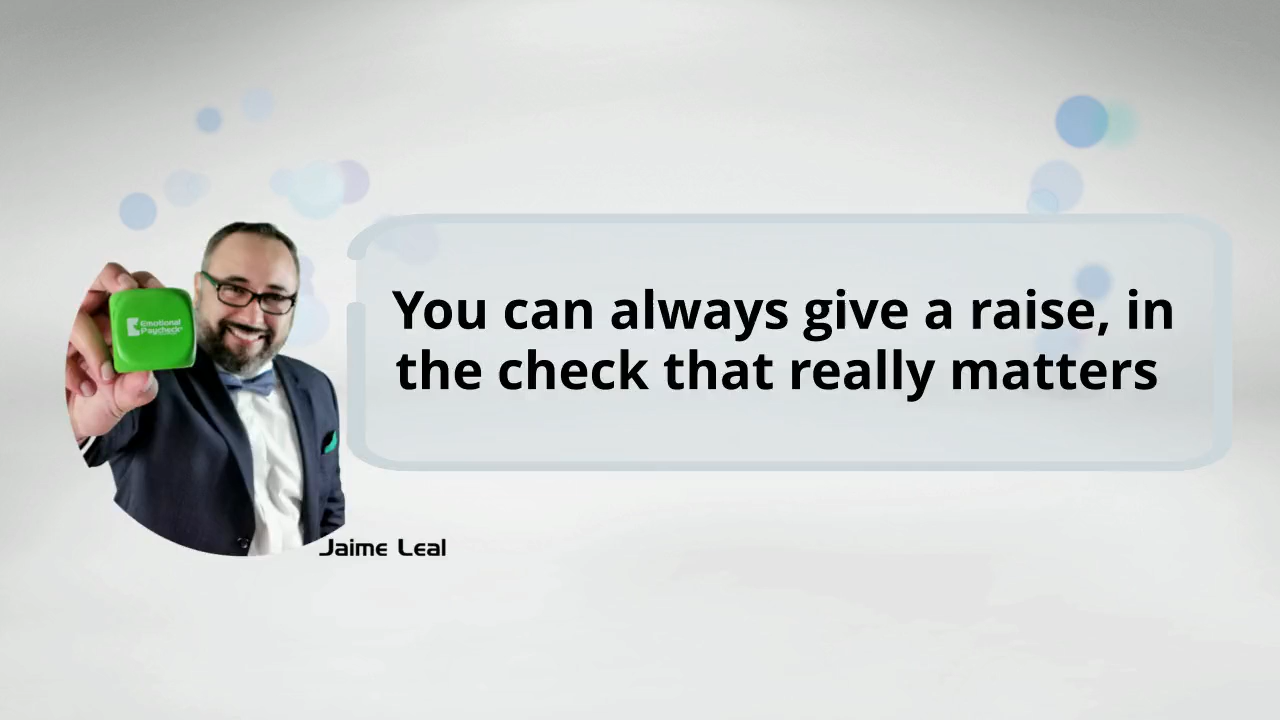 Emotional
Paycheck
You can always give a raise, in
the check that really matters
Jaime Leal